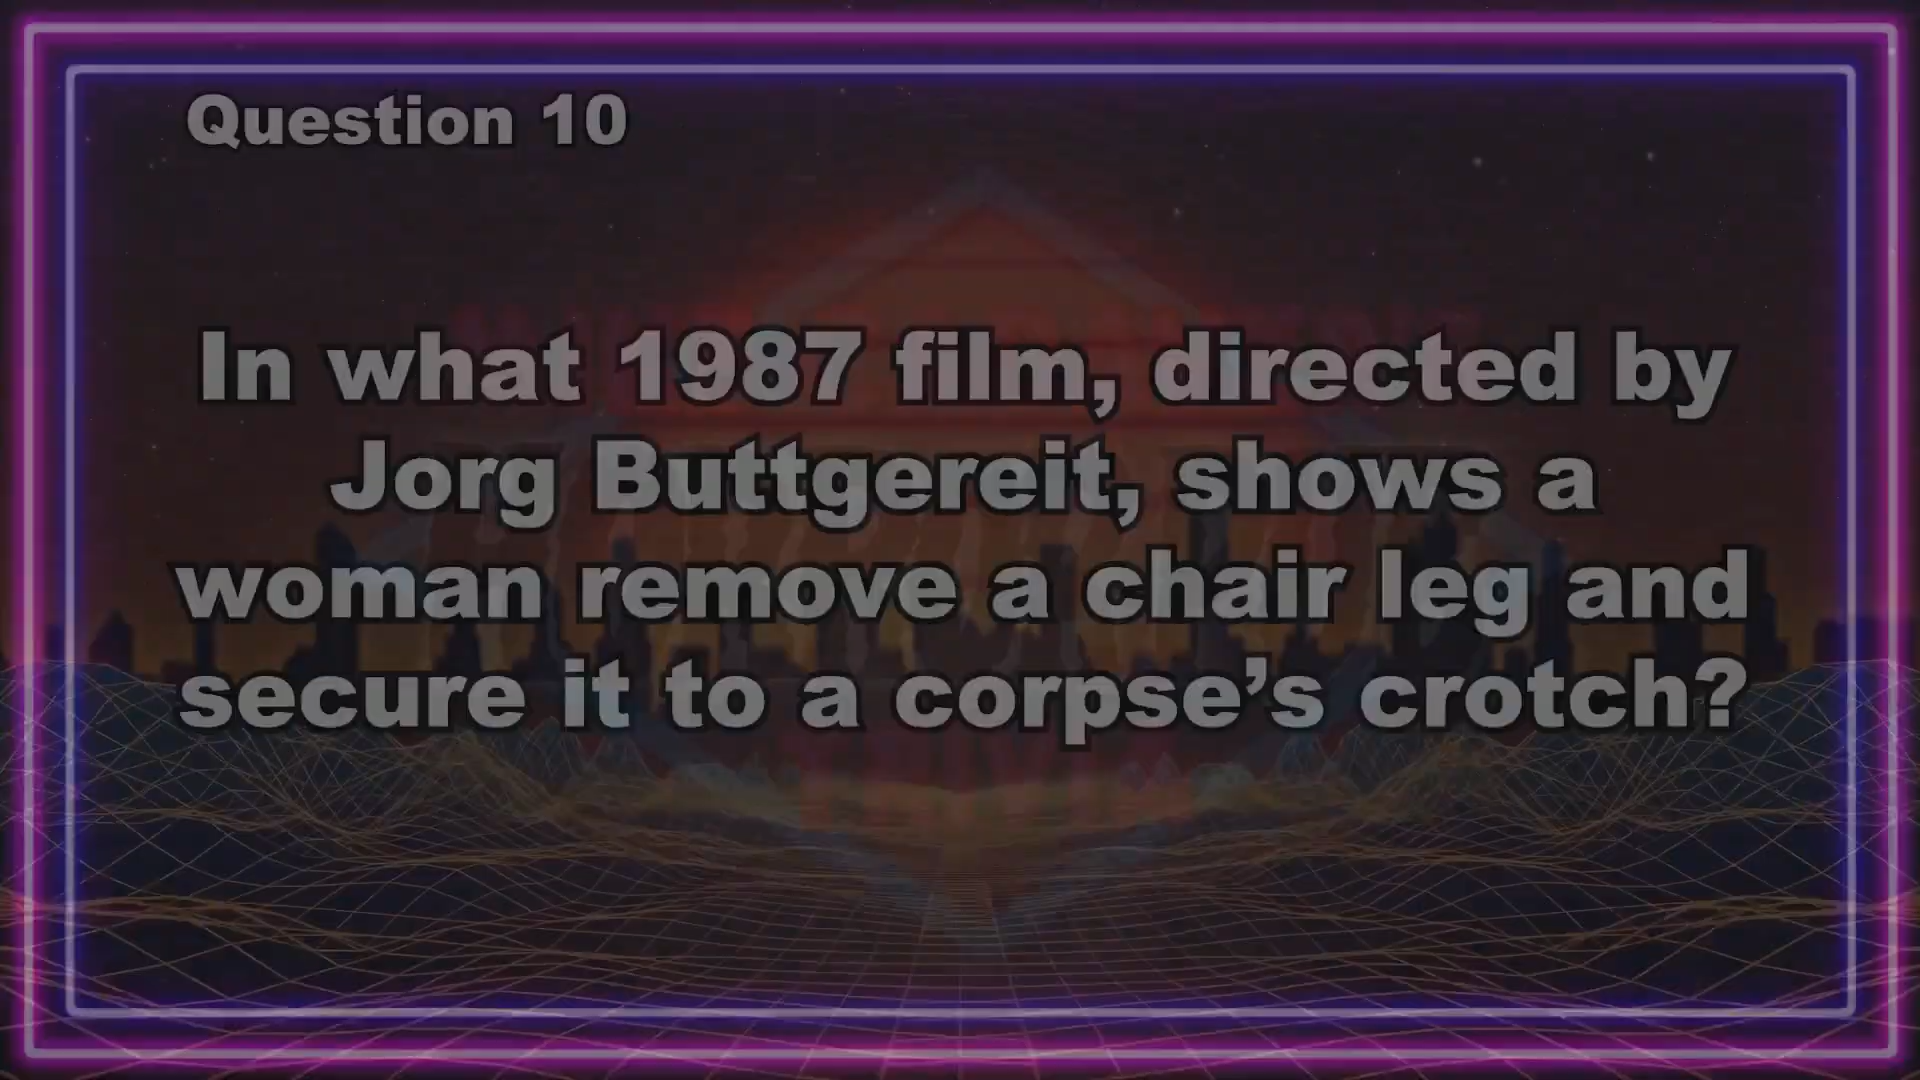 Question 10
In what 1987 film, directed by
Jorg Buttgereit, shows a
woman remove a chair leg and
secure it to a corpse’s crotch?